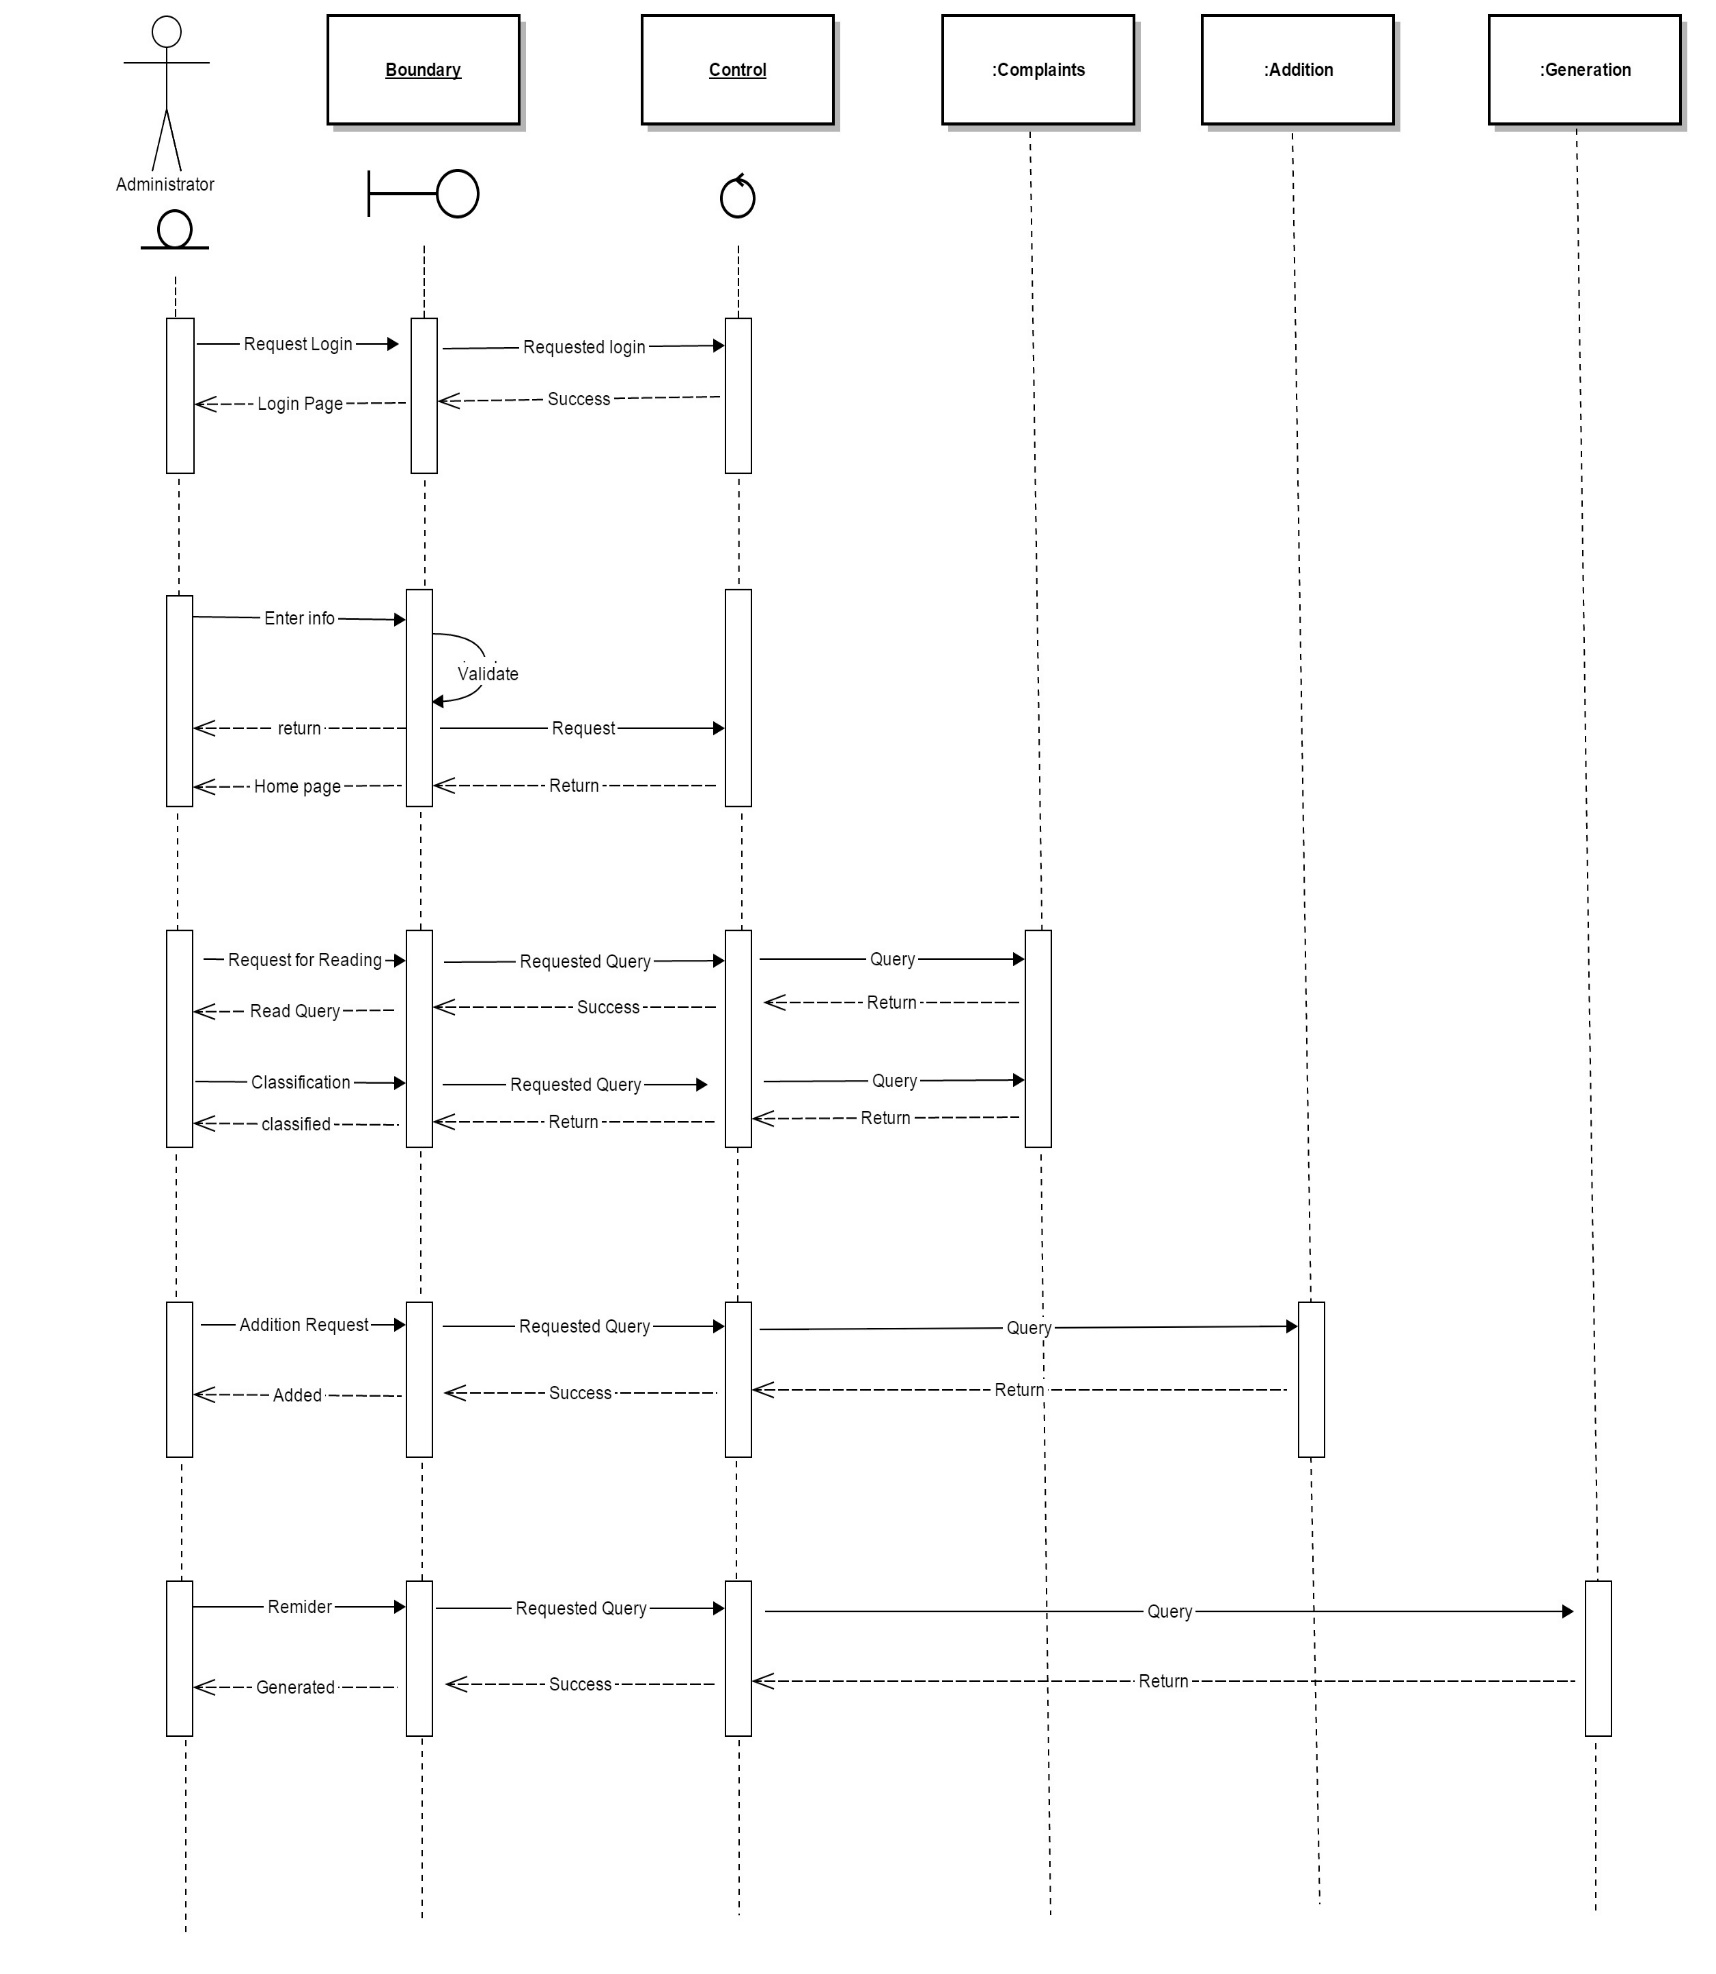 Boundary
Control
:Complaints
:Addition
:Generation
Administrator
Request Login
Requested login
Login Page
Success
Enter info
Validate
return
Request
Home page
Return
Request for Reading
Requested Query
Query
Read Query
Success
Return
Classification
Requested Query
Query
classified
Return
Return
Addition Request
Requested Query
Query
Added
Success
Return
Remider
Requested Query
Query
Generated
Success
Return